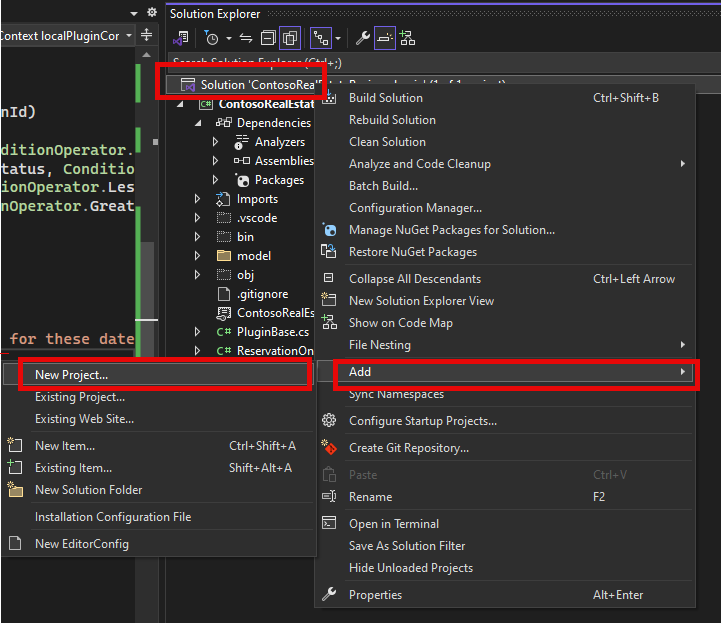 Solution Explorer
Context localPluginCor
Search Solution Explorer (Ctrl+;)
Solution 'ContosoReal
ContosoRealEstat
Dependencies
Analyzers
Assemblies
Packages
Imports
.vscode
bin
model
obj
.gitignore
ContosoRealEs
C# PluginBase.cs
C# ReservationOn
nId)
nditionOperator.
tatus, Conditio
ionOperator.Les
nOperator.Great
for these date
Build Solution Ctrl+Shift+B
Rebuild Solution
Clean Solution
Analyze and Code Cleanup
Batch Build...
Configuration Manager...
Manage NuGet Packages for Solution...
Restore NuGet Packages
Collapse All Descendants Ctrl+Left Arrow
New Solution Explorer View
Show on Code Map
File Nesting
Add
Sync Namespaces
Configure Startup Projects...
Create Git Repository...
Paste Ctrl+V
Rename F2
Open in Terminal
Save As Solution Filter
Hide Unloaded Projects
Properties Alt+Enter
New Project...
Existing Project...
Existing Web Site...
New Item... Ctrl+Shift+A
Existing Item... Shift+Alt+A
New Solution Folder
Installation Configuration File
New EditorConfig